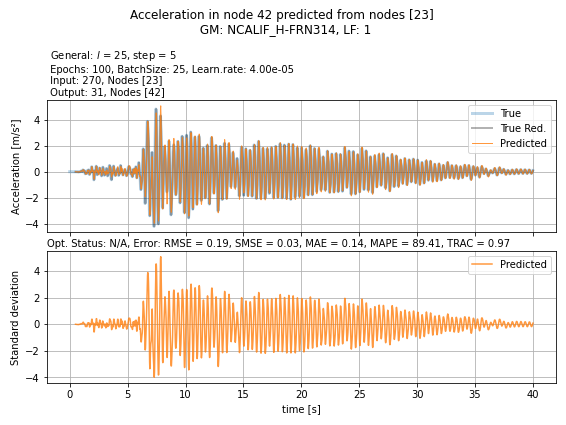 Acceleration in node 42 predicted from nodes [23]
GM: NCALIF_H-FRN314, LF: 1
General: l = 25, step = 5
Epochs: 100, BatchSize: 25, Learn.rate: 4.00e-05
Input: 270, Nodes [23]
Output: 31, Nodes [42]
Acceleration [m/s²]
4
2
0
−2
−4
True
True Red.
Predicted
Opt. Status: N/A, Error: RMSE = 0.19, SMSE = 0.03, MAE = 0.14, MAPE = 89.41, TRAC = 0.97
Standard deviation
4
2
0
−2
−4
Predicted
0 5 10 15 20 25 30 35 40
time [s]